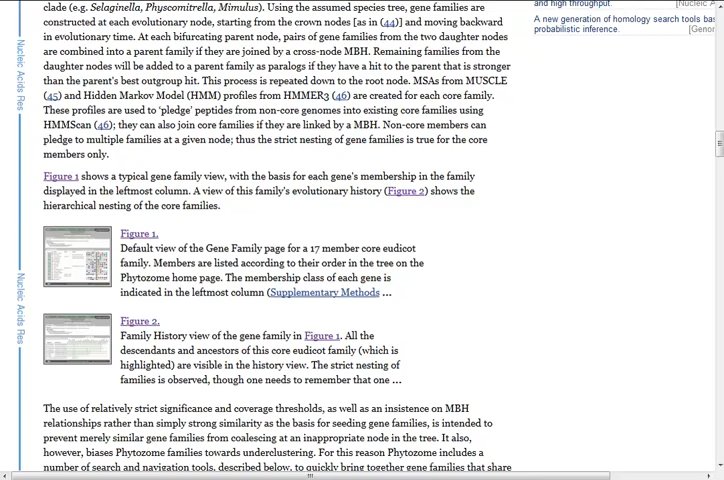 clade (e.g. Selaginella, Physcomitrella, Mimulus). Using the assumed species tree, gene families are
constructed at each evolutionary node, starting from the crown nodes [as in (44)] and moving backward
in evolutionary time. At each bifurcating parent node, pairs of gene families from the two daughter nodes
are combined into a parent family if they are joined by a cross-node MBH. Remaining families from the
daughter nodes will be added to a parent family as paralogs if they have a hit to the parent that is stronger
than the parent's best outgroup hit. This process is repeated down to the root node. MSAs from MUSCLE
(45) and Hidden Markov Model (HMM) profiles from HMMER3 (46) are created for each core family.
These profiles are used to 'pledge' peptides from non-core genomes into existing core families using
HMMScan (46); they can also join core families if they are linked by a MBH. Non-core members can
pledge to multiple families at a given node; thus the strict nesting of gene families is true for the core
members only.
Figure 1 shows a typical gene family view, with the basis for each gene's membership in the family
displayed in the leftmost column. A view of this family's evolutionary history (Figure 2) shows the
hierarchical nesting of the core families.
Figure 1.
Default view of the Gene Family page for a 17 member core eudicot
family. Members are listed according to their order in the tree on the
Phytozome home page. The membership class of each gene is
indicated in the leftmost column (Supplementary Methods ...
Figure 2.
Family History view of the gene family in Figure 1. All the
descendants and ancestors of this core eudicot family (which is
highlighted) are visible in the history view. The strict nesting of
families is observed, though one needs to remember that one ...
The use of relatively strict significance and coverage thresholds, as well as an insistence on MBH
relationships rather than simply strong similarity as the basis for seeding gene families, is intended to
prevent merely similar gene families from coalescing at an inappropriate node in the tree. It also,
however, biases Phytozome families towards underclustering. For this reason Phytozome includes a
number of search and navigation tools, described below, to quickly bring together gene families that share
Nucleic Acids Res
Nucleic Acids Res
and high throughput. [Nucleic A
A new generation of homology search tools bas
probabilistic inference. [Genor